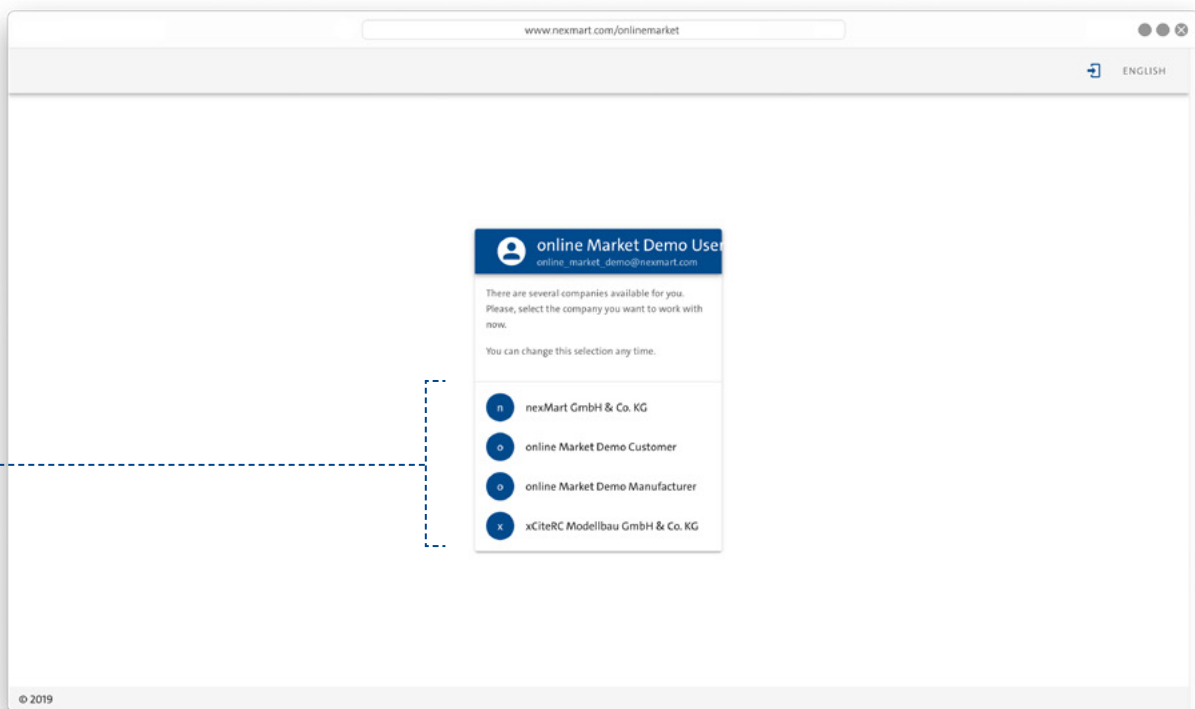 www.nexmart.com/onlinemarket
ENGLISH
online Market Demo User
online_market_demo@nexmart.com
There are several companies available for you.
Please, select the company you want to work with
now.
You can change this selection any time.
n nexMart GmbH & Co. KG
o online Market Demo Customer
o online Market Demo Manufacturer
x xCiteRC Modellbau GmbH & Co. KG
© 2019